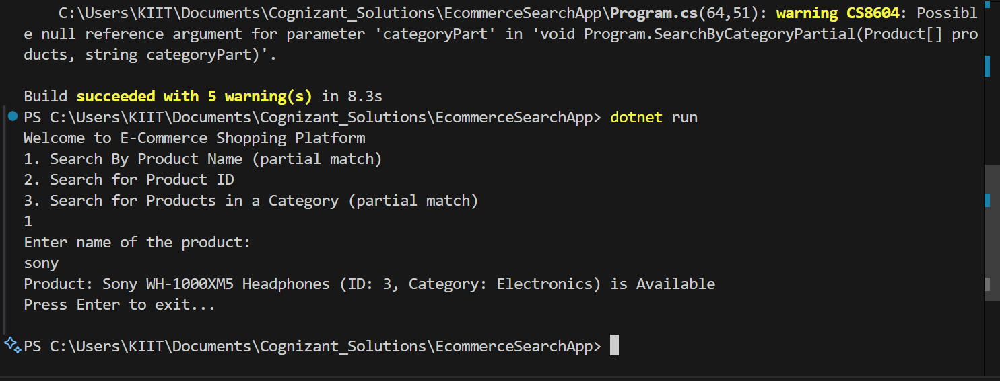 C:\Users\KIIT\Documents\Cognizant_Solutions\EcommerceSearchApp\Program.cs(64,51): warning CS8604: Possibl
e null reference argument for parameter 'categoryPart' in 'void Program.SearchByCategoryPartial(Product[] pro
ducts, string categoryPart)'.
Build succeeded with 5 warning(s) in 8.3s
PS C:\Users\KIIT\Documents\Cognizant_Solutions\EcommerceSearchApp> dotnet run
Welcome to E-Commerce Shopping Platform
1. Search By Product Name (partial match)
2. Search for Product ID
3. Search for Products in a Category (partial match)
1
Enter name of the product:
sony
Product: Sony WH-1000XM5 Headphones (ID: 3, Category: Electronics) is Available
Press Enter to exit...
PS C:\Users\KIIT\Documents\Cognizant_Solutions\EcommerceSearchApp>